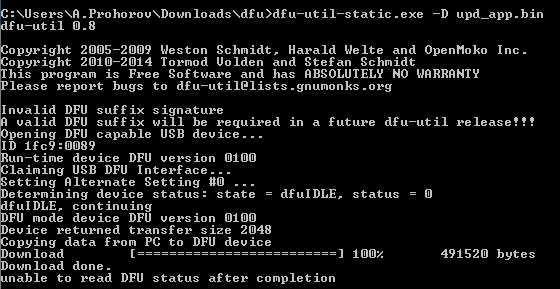 C:\Users\A.Prohorov\Downloads\dfu>dfu-util-static.exe -D upd_app.bin
dfu-util 0.8
Copyright 2005-2009 Weston Schmidt, Harald Welte and OpenMoko Inc.
Copyright 2010-2014 Tormod Volden and Stefan Schmidt
This program is Free Software and has ABSOLUTELY NO WARRANTY
Please report bugs to dfu-util@lists.gnumonks.org
Invalid DFU suffix signature
A valid DFU suffix will be required in a future dfu-util release!!!
Opening DFU capable USB device...
ID 1fc9:0089
Run-time device DFU version 0100
Claiming USB DFU Interface...
Setting Alternate Setting #0 ...
Determining device status: state = dfuIDLE, status = 0
dfuIDLE, continuing
DFU mode device DFU version 0100
Device returned transfer size 2048
Copying data from PC to DFU device
Download [=========================] 100% 491520 bytes
Download done.
unable to read DFU status after completion